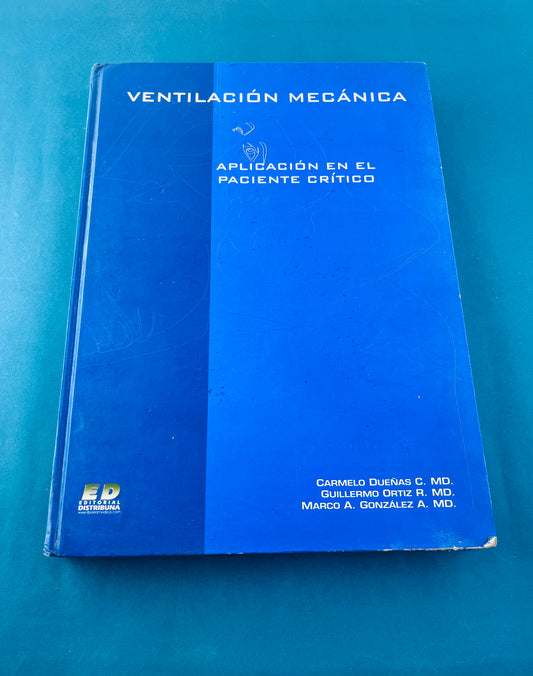 VENTILACIÓN MECÁNICA
APLICACIÓN EN EL
PACIENTE CRÍTICO
CARMELO DUEÑAS C. MD.
GUILLERMO ORTIZ R. MD.
MARCO A. GONZÁLEZ A. MD.
ED
EDITORIAL
DISTRIBUNA